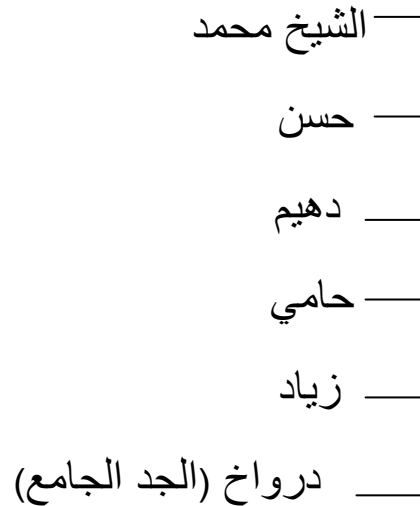 الشيخ محمد
حسن
دهيم
حامي
زياد
درواخ (الجد الجامع)